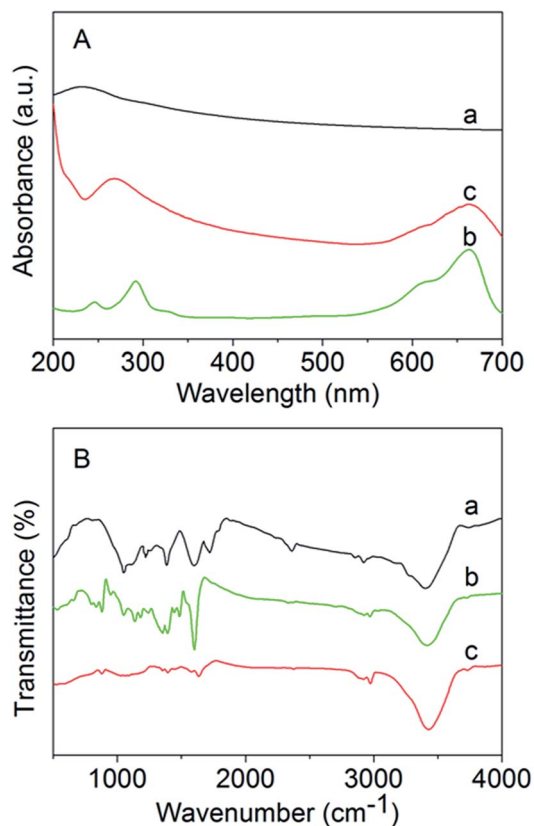 A
a
c
b
Absorbance (a.u.)
200 300 400 500 600 700
Wavelength (nm)
B
a
b
c
Transmittance (%)
1000 2000 3000 4000
Wavenumber (cm-1)